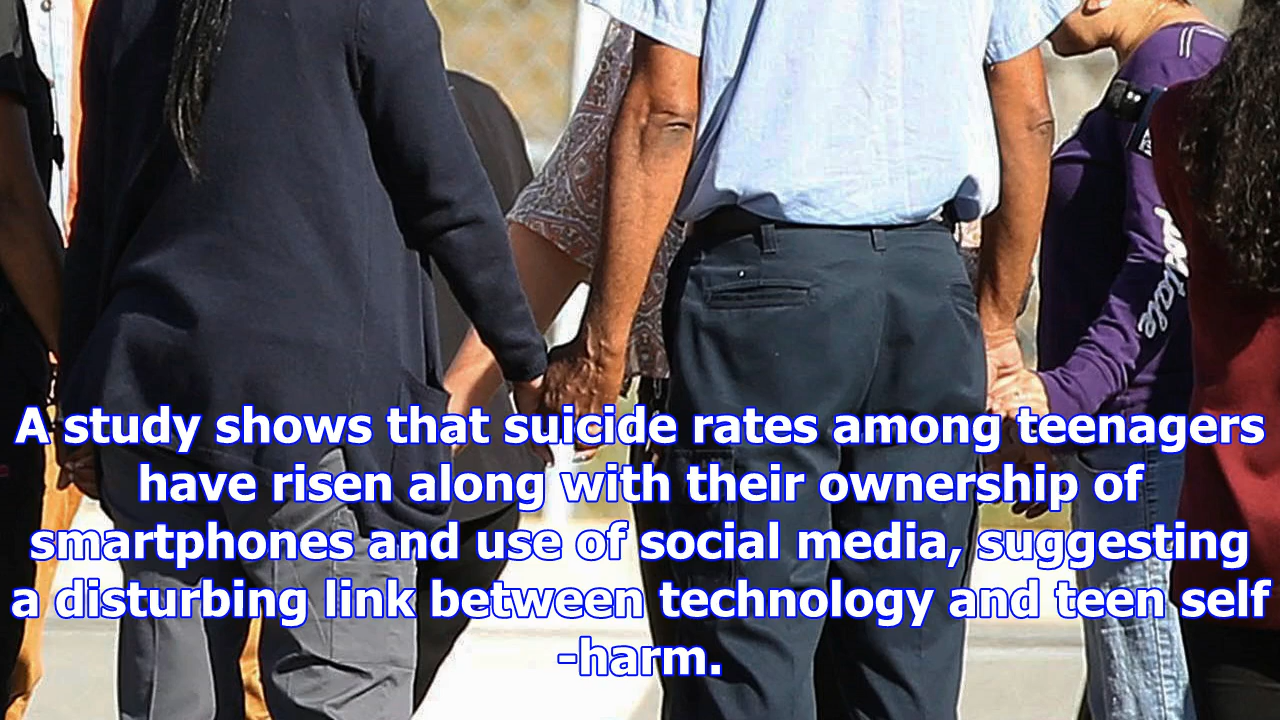 A study shows that suicide rates among teenagers
have risen along with their ownership of
smartphones and use of social media, suggesting
a disturbing link between technology and teen self
-harm.